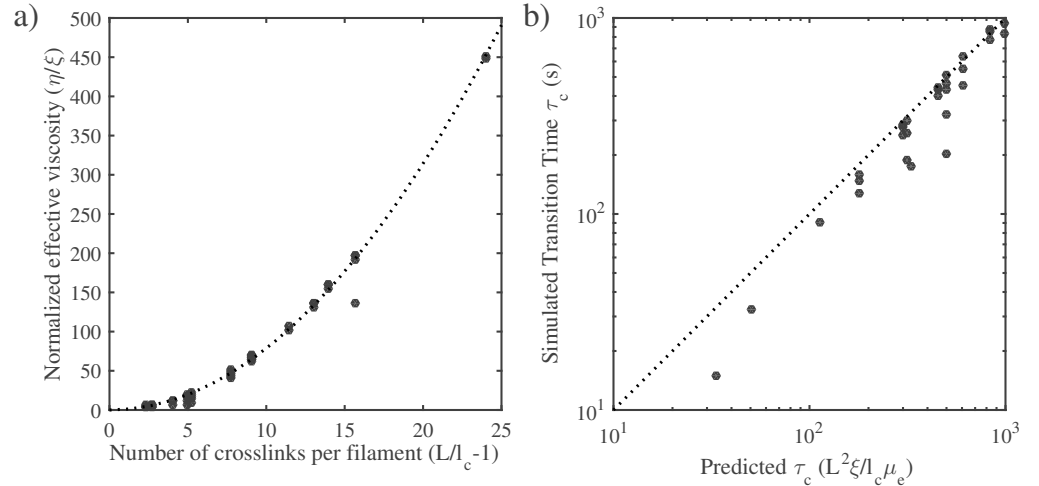 a)
Normalized effective viscosity (η/ξ)
500
450
400
350
300
250
200
150
100
50
0
0 5 10 15 20 25
Number of crosslinks per filament (L/l_c-1)
b)
Simulated Transition Time τ_c (s)
10^3
10^2
10^1
10^1 10^2 10^3
Predicted τ_c (L^2ξ/l_cμ_e)